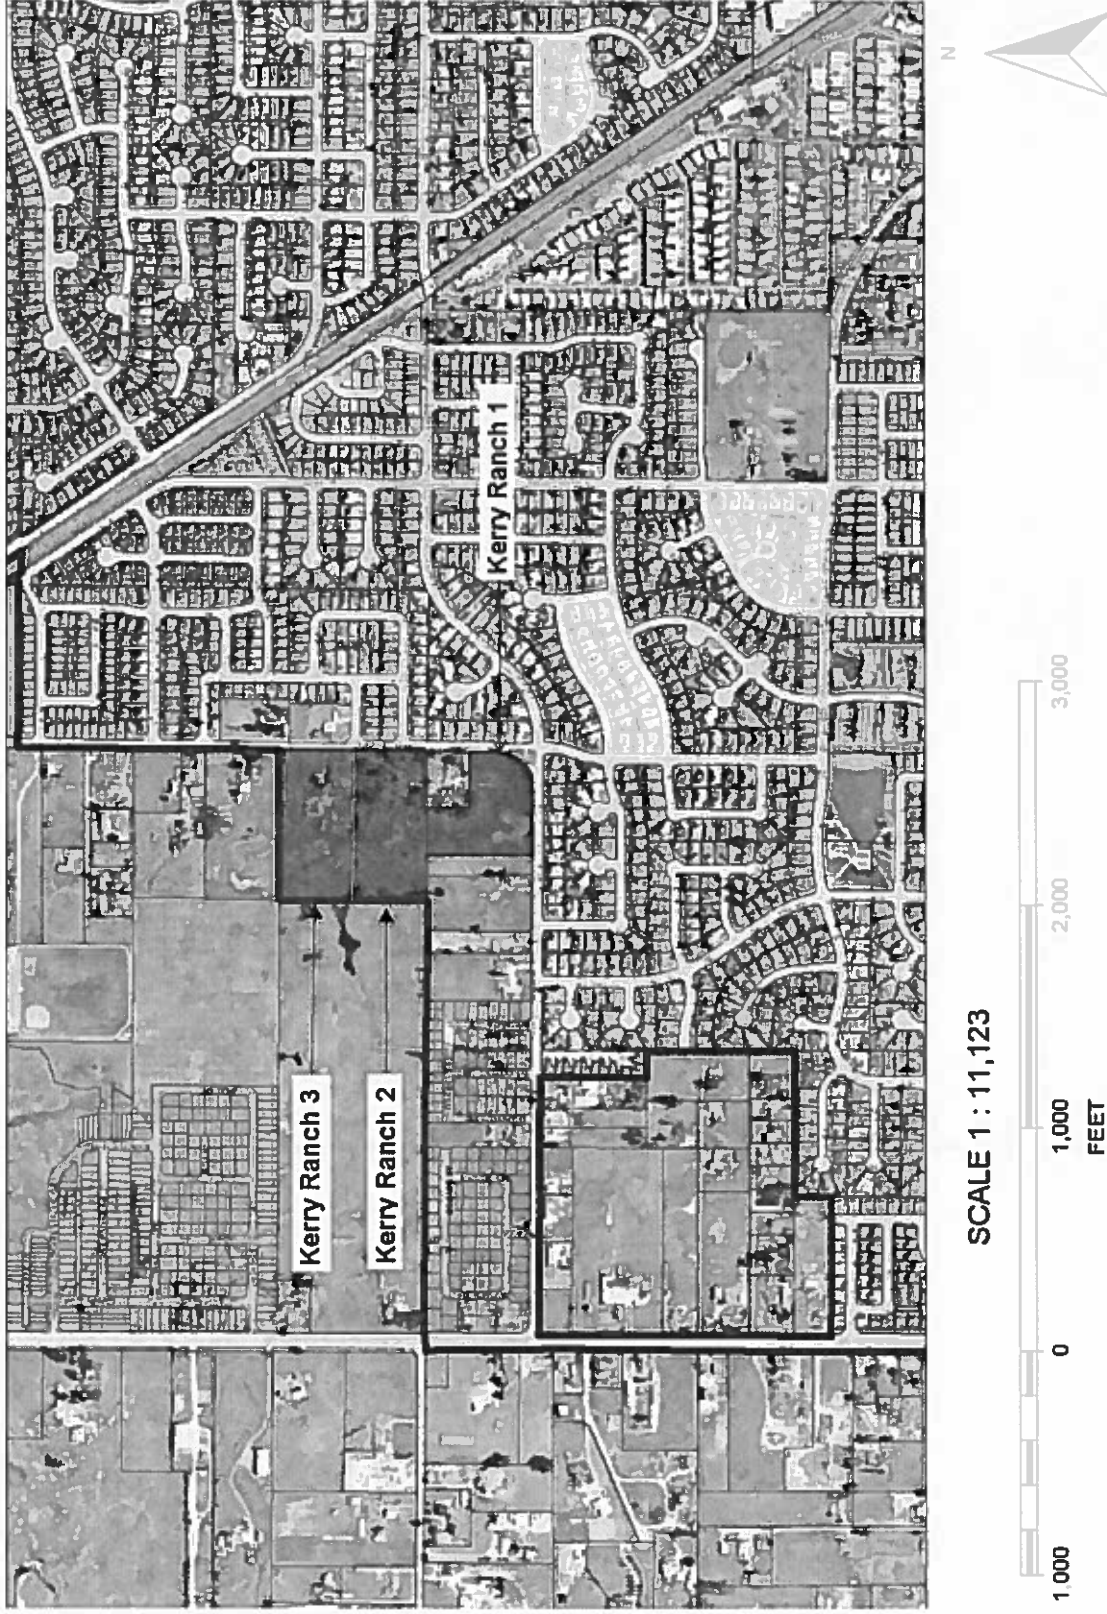 Kerry Ranch 3
Kerry Ranch 2
Kerry Ranch 1
N
SCALE 1 : 11,123
1,000
0
1,000
2,000
3,000
FEET